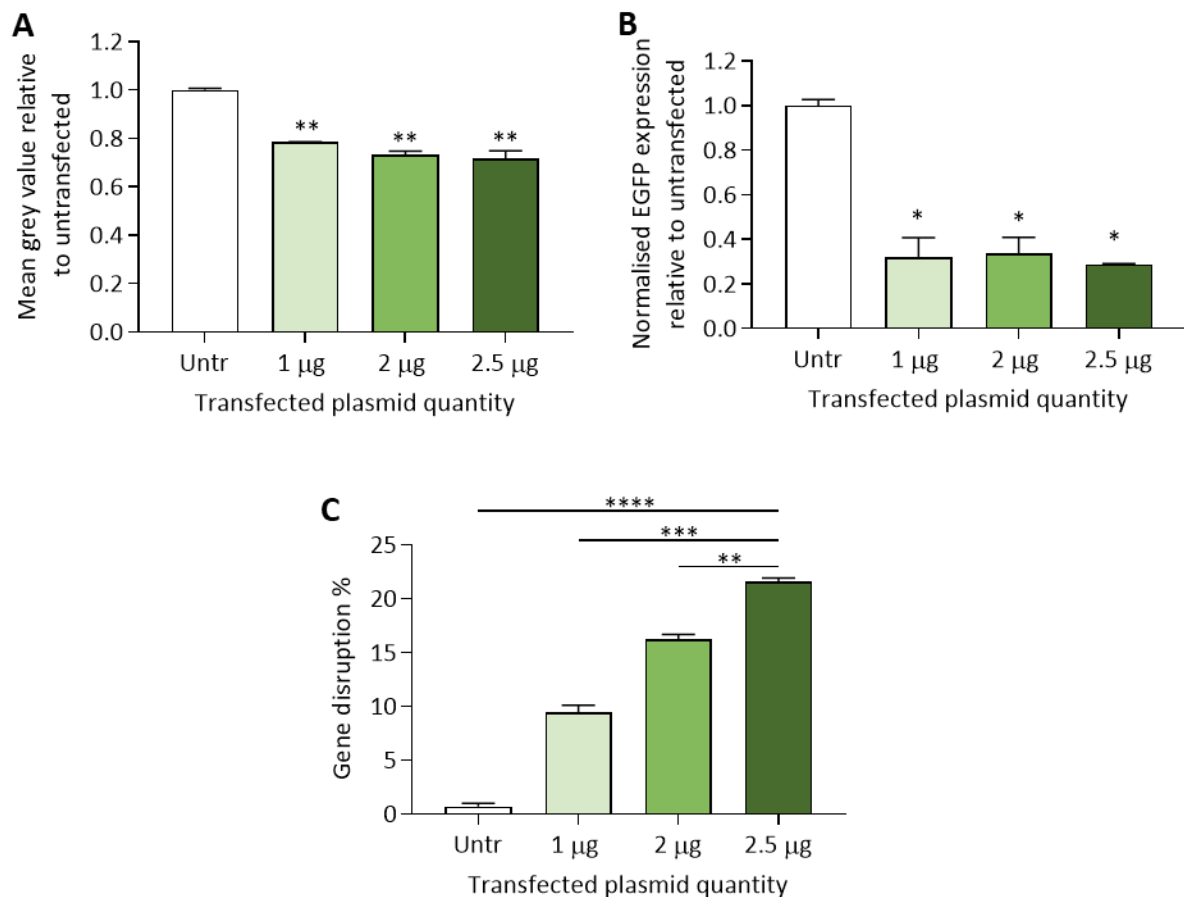 A
Mean grey value relative
to untransfected
1.2
1.0
0.8
0.6
0.4
0.2
0.0
** ** **
Untr 1 μg 2 μg 2.5 μg
Transfected plasmid quantity
B
Normalised EGFP expression
relative to untransfected
1.2
1.0
0.8
0.6
0.4
0.2
0.0
* * *
Untr 1 μg 2 μg 2.5 μg
Transfected plasmid quantity
C
****
***
**
Gene disruption %
25
20
15
10
5
0
Untr 1 μg 2 μg 2.5 μg
Transfected plasmid quantity